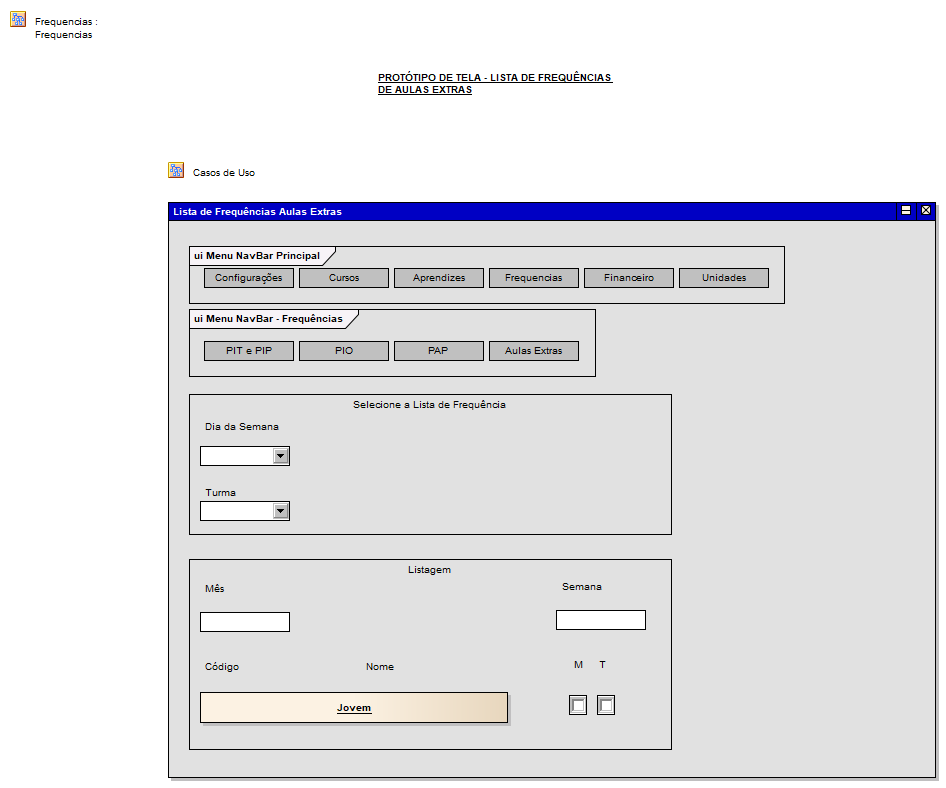 Frequencias :
Frequencias
PROTÓTIPO DE TELA - LISTA DE FREQUÊNCIAS
DE AULAS EXTRAS
Casos de Uso
Lista de Frequências Aulas Extras
ui Menu NavBar Principal
Configurações Cursos Aprendizes Frequencias Financeiro Unidades
ui Menu NavBar - Frequências
PIT e PIP PIO PAP Aulas Extras
Selecione a Lista de Frequência
Dia da Semana
Turma
Listagem
Mês Semana
Código Nome M T
Jovem